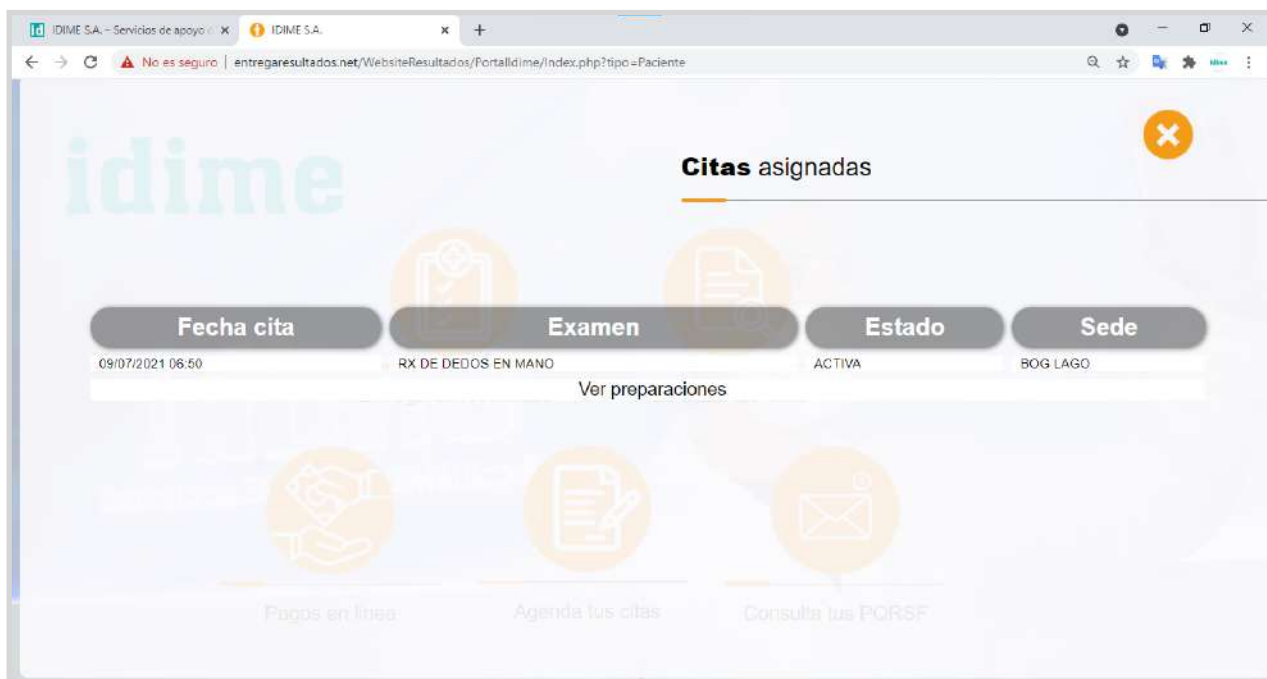 IDIME S.A. – Servicios de apoyo
IDIME S.A.
No es seguro | entregaresultados.net/WebsiteResultados/PortalIdime/Index.php?tipo=Paciente
idime
Citas asignadas
Fecha cita Examen Estado Sede
09/07/2021 06:50 RX DE DEDOS EN MANO ACTIVA BOG LAGO
Ver preparaciones
Pagos en línea Agenda tus citas Consulta tus PQRSF